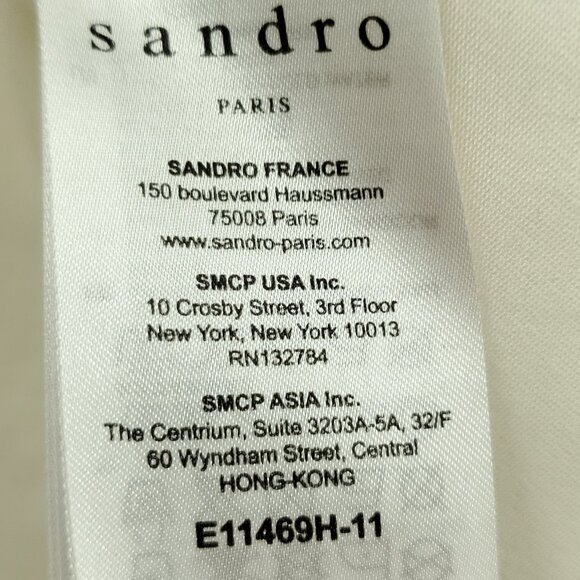 sandro
PARIS
SANDRO FRANCE
150 boulevard Haussmann
75008 Paris
www.sandro-paris.com
SMCP USA Inc.
10 Crosby Street, 3rd Floor
New York, New York 10013
RN132784
SMCP ASIA Inc.
The Centrium, Suite 3203A-5A, 32/F
60 Wyndham Street, Central
HONG-KONG
E11469H-11